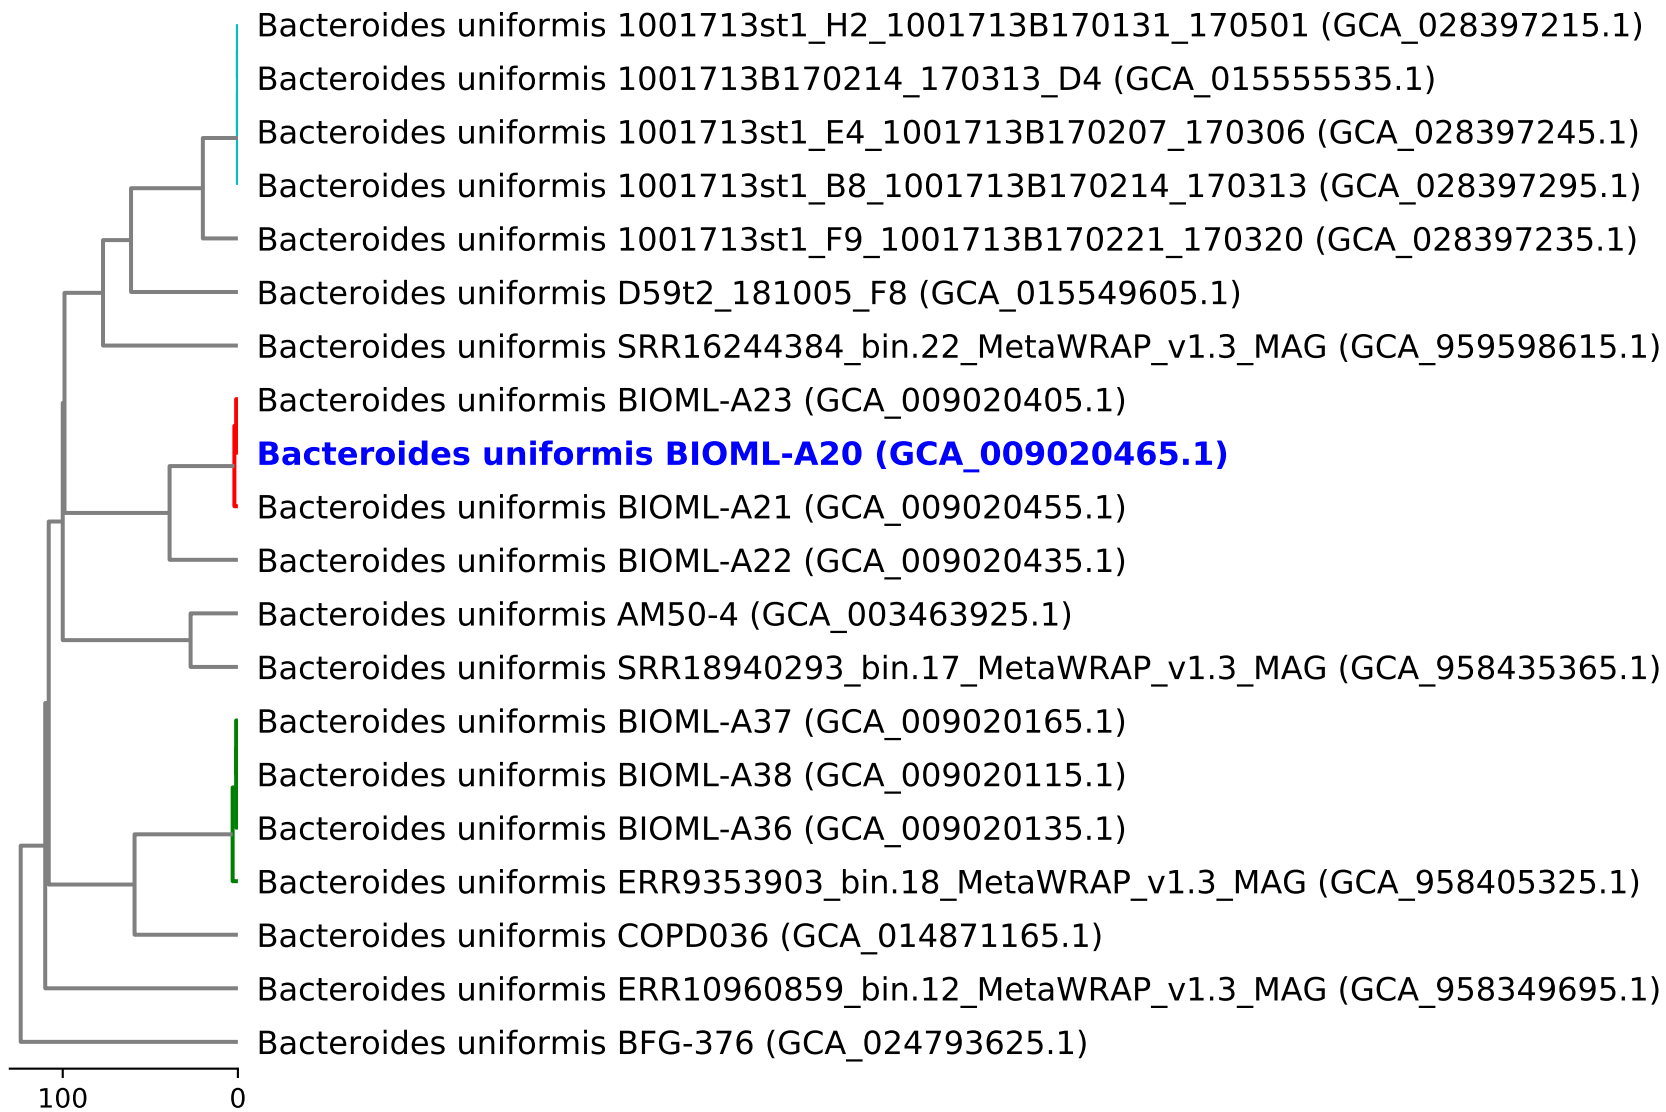 Bacteroides uniformis 1001713st1_H2_1001713B170131_170501 (GCA_028397215.1)
Bacteroides uniformis 1001713B170214_170313_D4 (GCA_015555535.1)
Bacteroides uniformis 1001713st1_E4_1001713B170207_170306 (GCA_028397245.1)
Bacteroides uniformis 1001713st1_B8_1001713B170214_170313 (GCA_028397295.1)
Bacteroides uniformis 1001713st1_F9_1001713B170221_170320 (GCA_028397235.1)
Bacteroides uniformis D59t2_181005_F8 (GCA_015549605.1)
Bacteroides uniformis SRR16244384_bin.22_MetaWRAP_v1.3_MAG (GCA_959598615.1)
Bacteroides uniformis BIOML-A23 (GCA_009020405.1)
Bacteroides uniformis BIOML-A20 (GCA_009020465.1)
Bacteroides uniformis BIOML-A21 (GCA_009020455.1)
Bacteroides uniformis BIOML-A22 (GCA_009020435.1)
Bacteroides uniformis AM50-4 (GCA_003463925.1)
Bacteroides uniformis SRR18940293_bin.17_MetaWRAP_v1.3_MAG (GCA_958435365.1)
Bacteroides uniformis BIOML-A37 (GCA_009020165.1)
Bacteroides uniformis BIOML-A38 (GCA_009020115.1)
Bacteroides uniformis BIOML-A36 (GCA_009020135.1)
Bacteroides uniformis ERR9353903_bin.18_MetaWRAP_v1.3_MAG (GCA_958405325.1)
Bacteroides uniformis COPD036 (GCA_014871165.1)
Bacteroides uniformis ERR10960859_bin.12_MetaWRAP_v1.3_MAG (GCA_958349695.1)
Bacteroides uniformis BFG-376 (GCA_024793625.1)
100 0